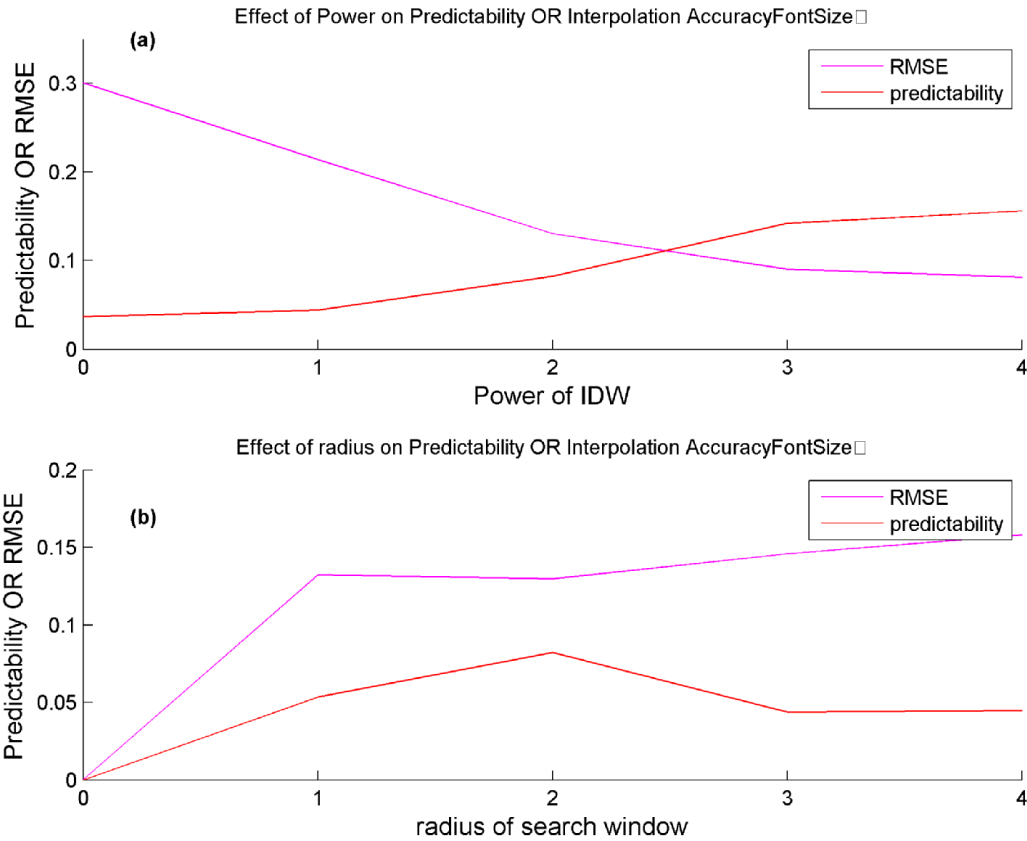 Effect of Power on Predictability OR Interpolation AccuracyFontSize□
(a)
RMSE
predictability
0.3
0.2
0.1
0
Predictability OR RMSE
0 1 2 3 4
Power of IDW
Effect of radius on Predictability OR Interpolation AccuracyFontSize□
(b)
RMSE
predictability
0.2
0.15
0.1
0.05
0
Predictability OR RMSE
0 1 2 3 4
radius of search window